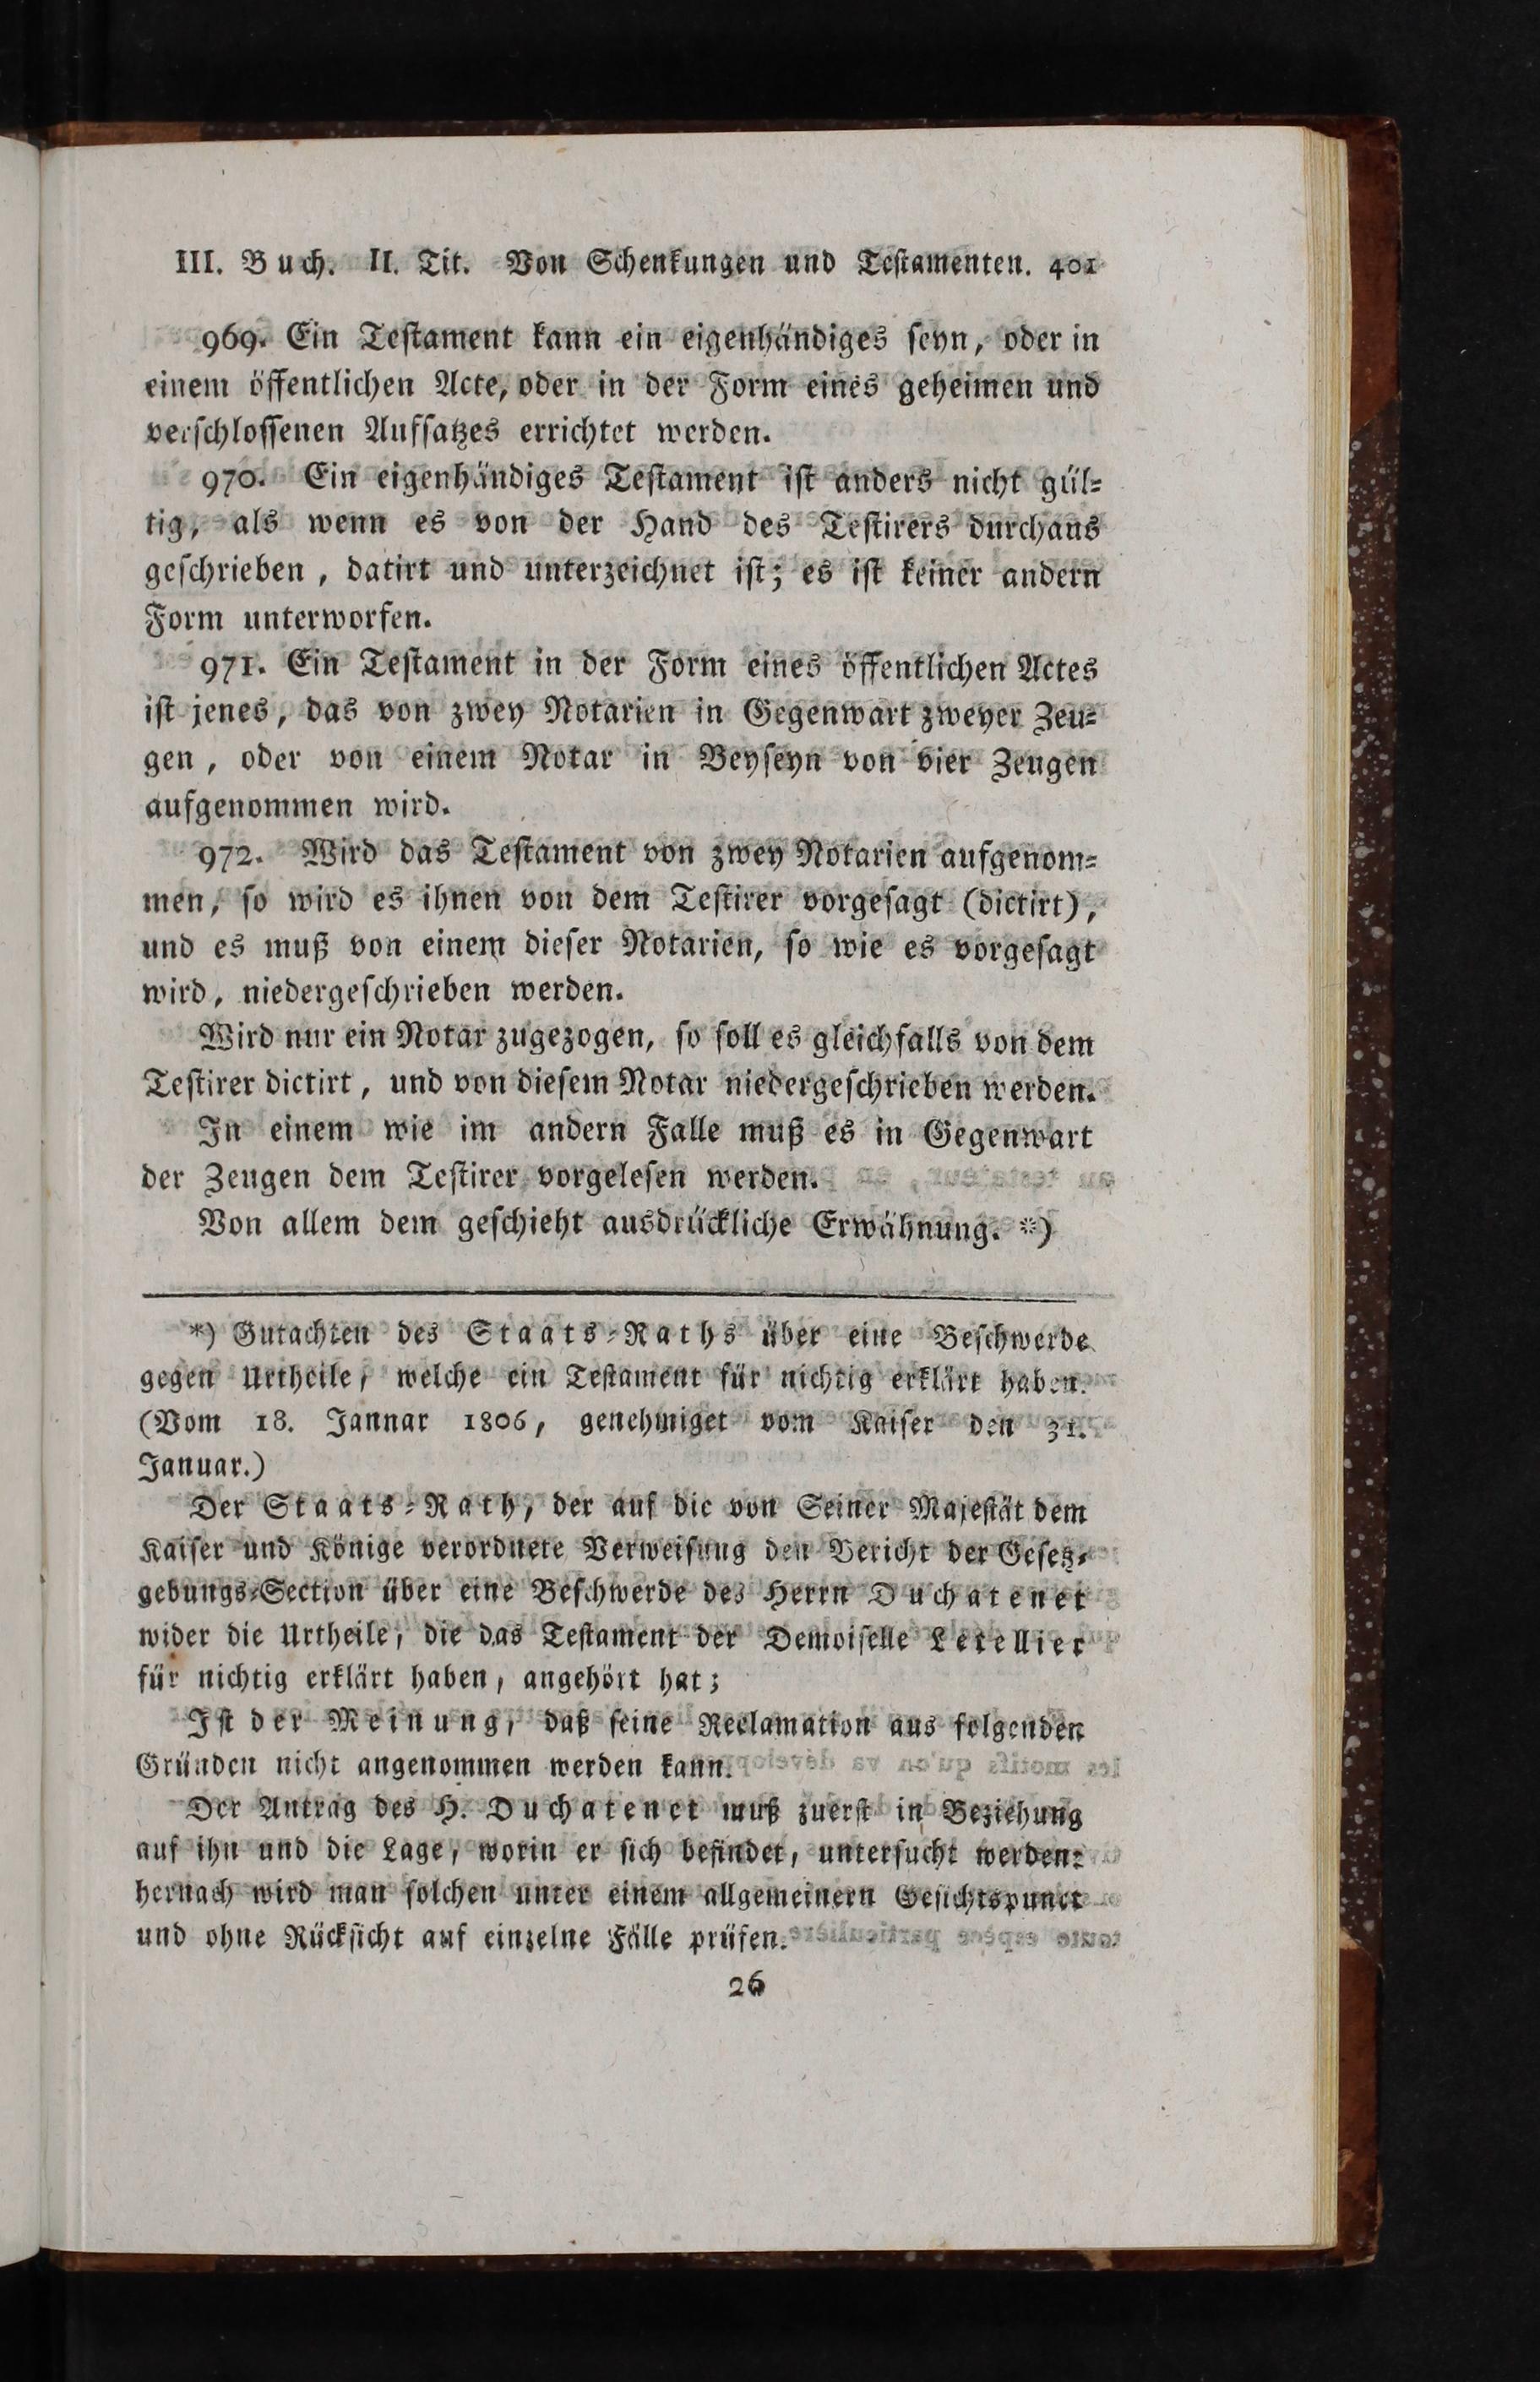 III. Buch. II. Tit. Von Schenkungen und Testamenten. 401
969. Ein Testament kann ein eigenhändiges seyn, oder in
einem öffentlichen Acte, oder in der Form eines geheimen und
verschlossenen Aufsatzes errichtet werden.
970. Ein eigenhändiges Testament ist anders nicht gül-
tig, als wenn es von der Hand des Testirers durchaus
geschrieben, datirt und unterzeichnet ist; es ist keiner andern
Form unterworfen.
971. Ein Testament in der Form eines öffentlichen Actes
ist jenes, das von zwey Notarien in Gegenwart zweyer Zeu-
gen, oder von einem Notar in Beyseyn von vier Zeugen
aufgenommen wird.
972. Wird das Testament von zwey Notarien aufgenom-
men, so wird es ihnen von dem Testirer vorgesagt (dictirt),
und es muß von einem dieser Notarien, so wie es vorgesagt
wird, niedergeschrieben werden.
Wird nur ein Notar zugezogen, so soll es gleichfalls von dem
Testirer dictirt, und von diesem Notar niedergeschrieben werden.
In einem wie im andern Falle muß es in Gegenwart
der Zeugen dem Testirer vorgelesen werden.
Von allem dem geschieht ausdrückliche Erwähnung. *)
*) Gutachten des Staats-Raths über eine Beschwerde
gegen Urtheile, welche ein Testament für nichtig erklärt haben.
(Vom 18. Jannar 1806, genehmiget vom Kaiser den 31.
Januar.)
Der Staats-Rath, der auf die von Seiner Majestät dem
Kaiser und Könige verordnete Verweisung den Bericht der Gesetz-
gebungs-Section über eine Beschwerde des Herrn Duchatenet
wider die Urtheile, die das Testament der Demoiselle Letellier
für nichtig erklärt haben, angehört hat;
Ist der Meinung, daß seine Reclamation aus folgenden
Gründen nicht angenommen werden kann.
Der Antrag des H. Duchatenet muß zuerst in Beziehung
auf ihn und die Lage, worin er sich befindet, untersucht werden:
hernach wird man solchen unter einem allgemeinern Gesichtspunct
und ohne Rücksicht auf einzelne Fälle prüfen.
26